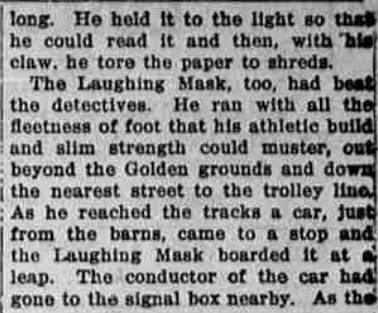 long. He held it to the light so that
he could read it and then, with his
claw, he tore the paper to shreds.
The Laughing Mask, too, had beat
the detectives. He ran with all the
fleetness of foot that his athletic build
and slim strength could muster, out
beyond the Golden grounds and down
the nearest street to the trolley line.
As he reached the tracks a car, just
from the barns, came to a stop and
the Laughing Mask boarded it at a
leap. The conductor of the car had
gone to the signal box nearby. As the